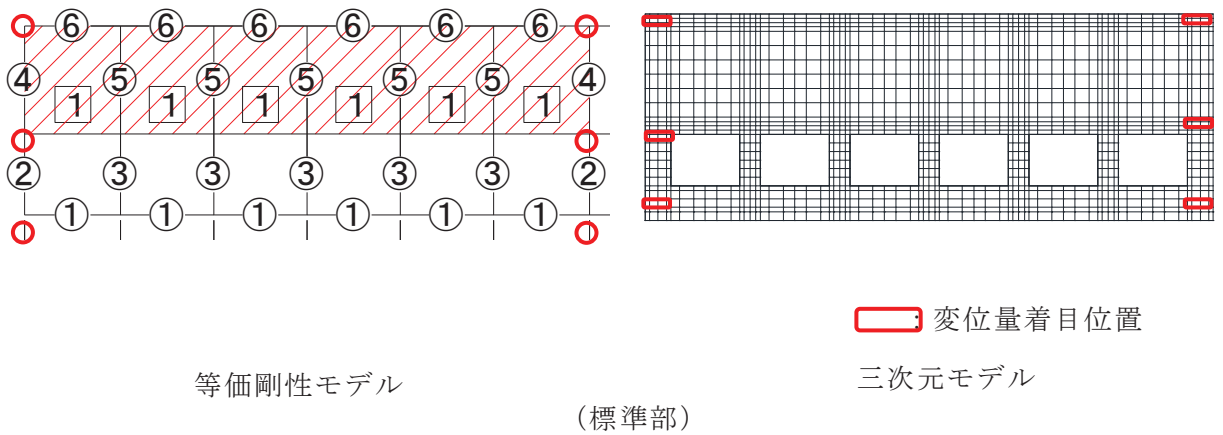 ⑥ ⑥ ⑥ ⑥ ⑥ ⑥
④ ⑤ ⑤ ⑤ ⑤ ⑤ ④
1 1 1 1 1 1
② ③ ③ ③ ③ ③ ②
① ① ① ① ① ①
: 変位量着目位置
等価剛性モデル
三次元モデル
（標準部）